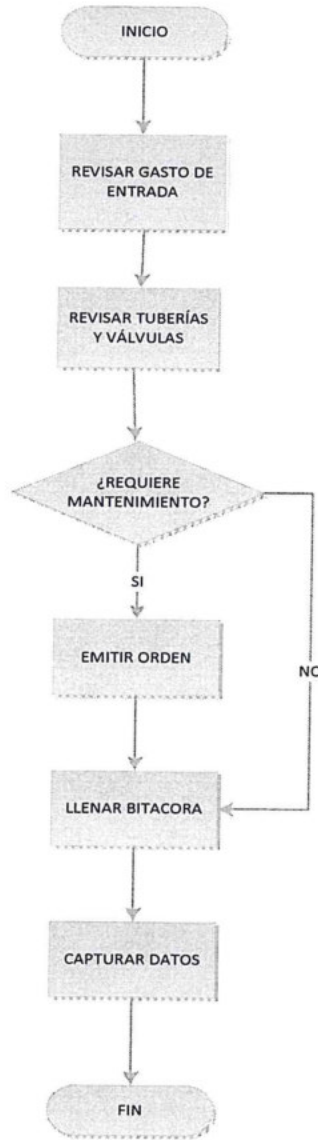 INICIO
REVISAR GASTO DE
ENTRADA
REVISAR TUBERÍAS
Y VÁLVULAS
¿REQUIERE
MANTENIMIENTO?
SI
EMITIR ORDEN
NO
LLENAR BITACORA
CAPTURAR DATOS
FIN